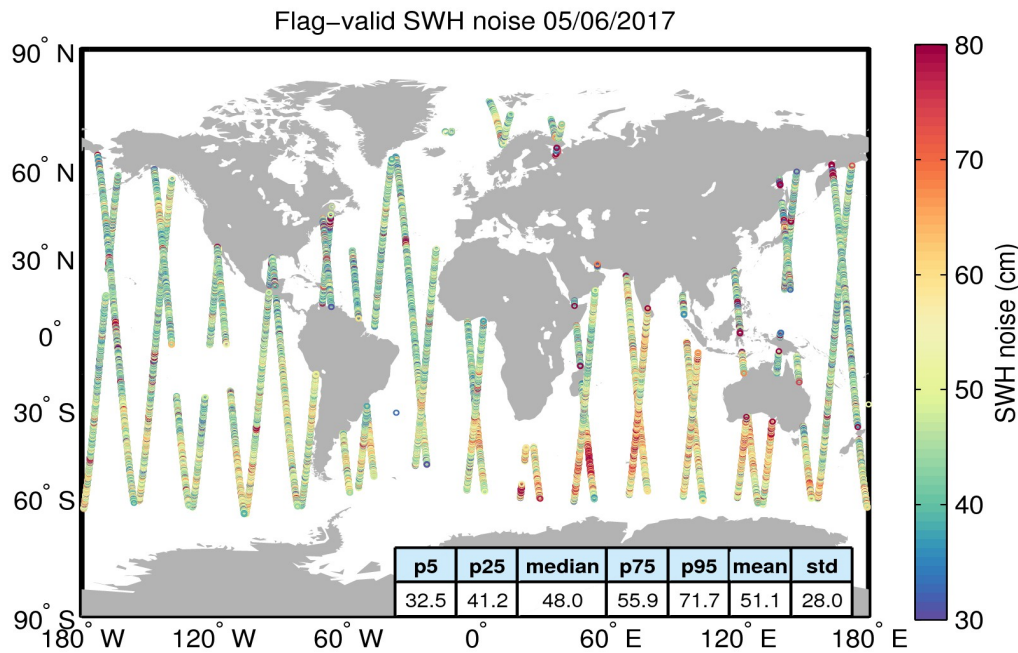 Flag−valid SWH noise 05/06/2017
90° N
60° N
30° N
0°
30° S
60° S
90° S
180° W
120° W
60° W
0°
60° E
120° E
180° E
p5 p25 median p75 p95 mean std
32.5 41.2 48.0 55.9 71.7 51.1 28.0
80
70
60
50
40
30
SWH noise (cm)